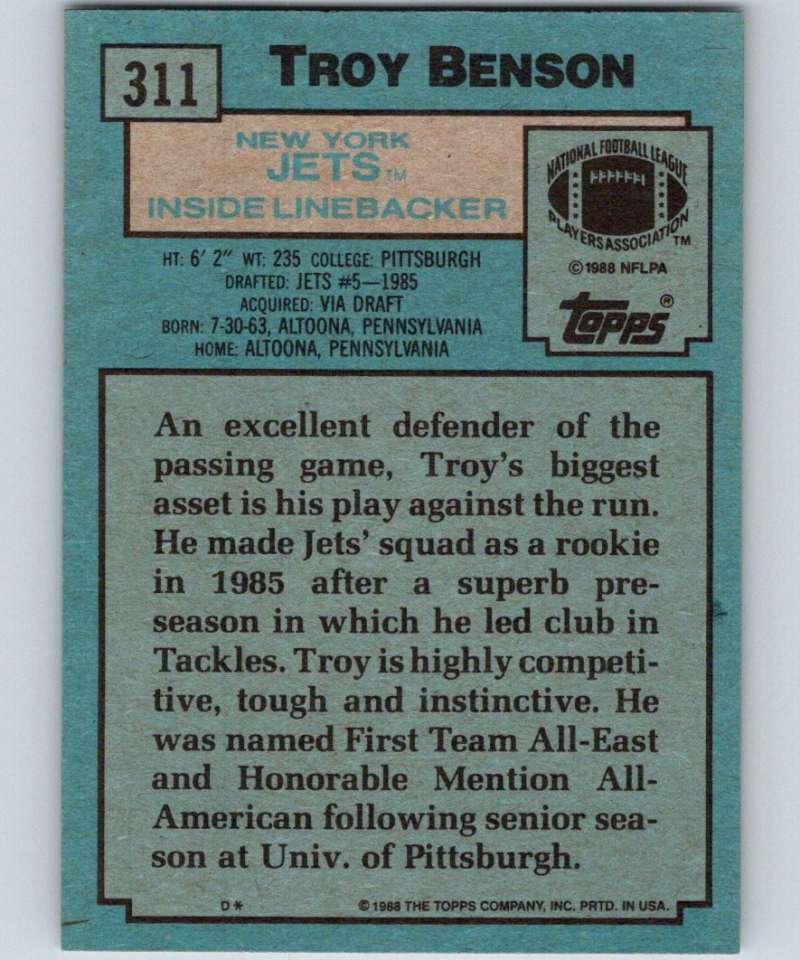 311
TROY BENSON
NEW YORK
JETS™
INSIDE LINEBACKER
NATIONAL FOOTBALL LEAGUE
PLAYERS ASSOCIATION™
©1988 NFLPA
topps®
HT: 6' 2" WT: 235 COLLEGE: PITTSBURGH
DRAFTED: JETS #5—1985
ACQUIRED: VIA DRAFT
BORN: 7-30-63, ALTOONA, PENNSYLVANIA
HOME: ALTOONA, PENNSYLVANIA
An excellent defender of the
passing game, Troy's biggest
asset is his play against the run.
He made Jets' squad as a rookie
in 1985 after a superb pre-
season in which he led club in
Tackles. Troy is highly competi-
tive, tough and instinctive. He
was named First Team All-East
and Honorable Mention All-
American following senior sea-
son at Univ. of Pittsburgh.
D*
©1988 THE TOPPS COMPANY, INC. PRTD. IN USA.